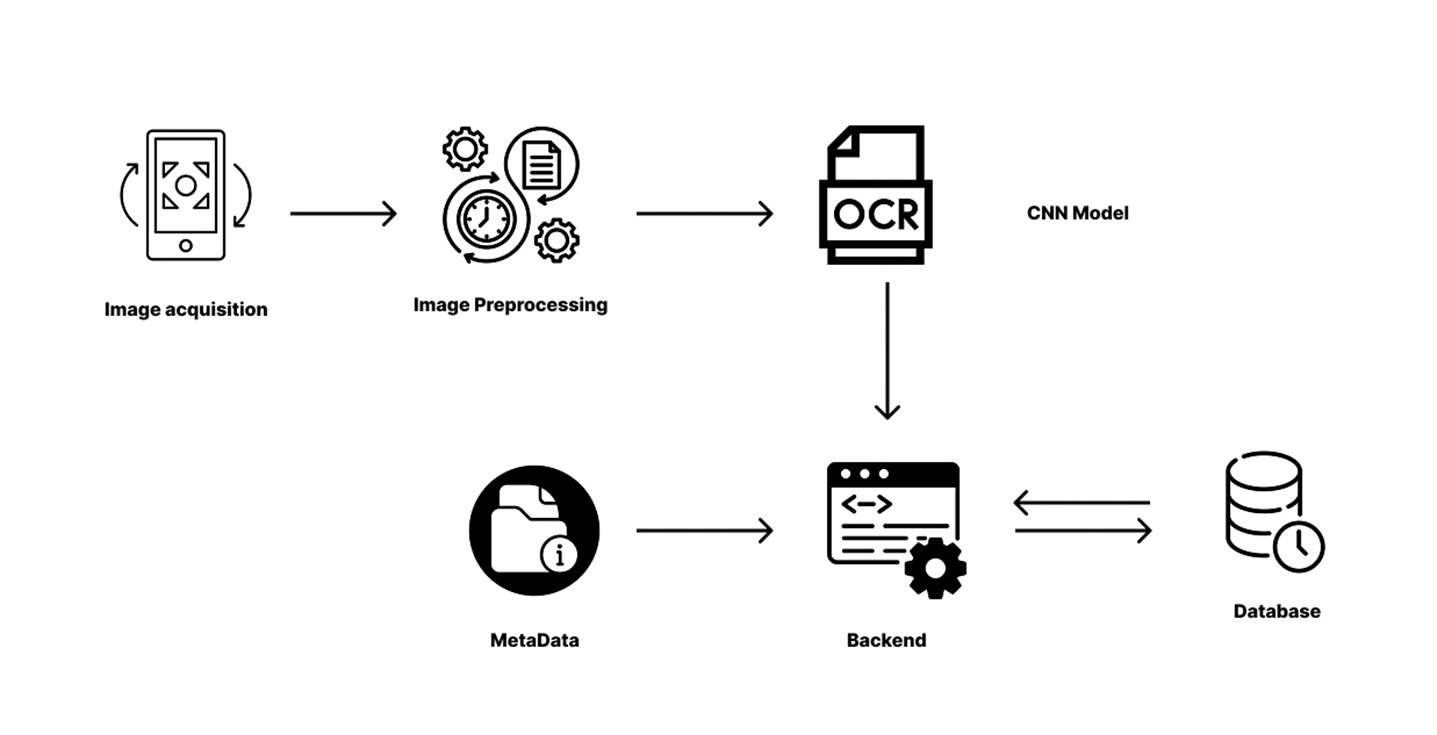 OCR
CNN Model
Image acquisition
Image Preprocessing
MetaData
Backend
Database